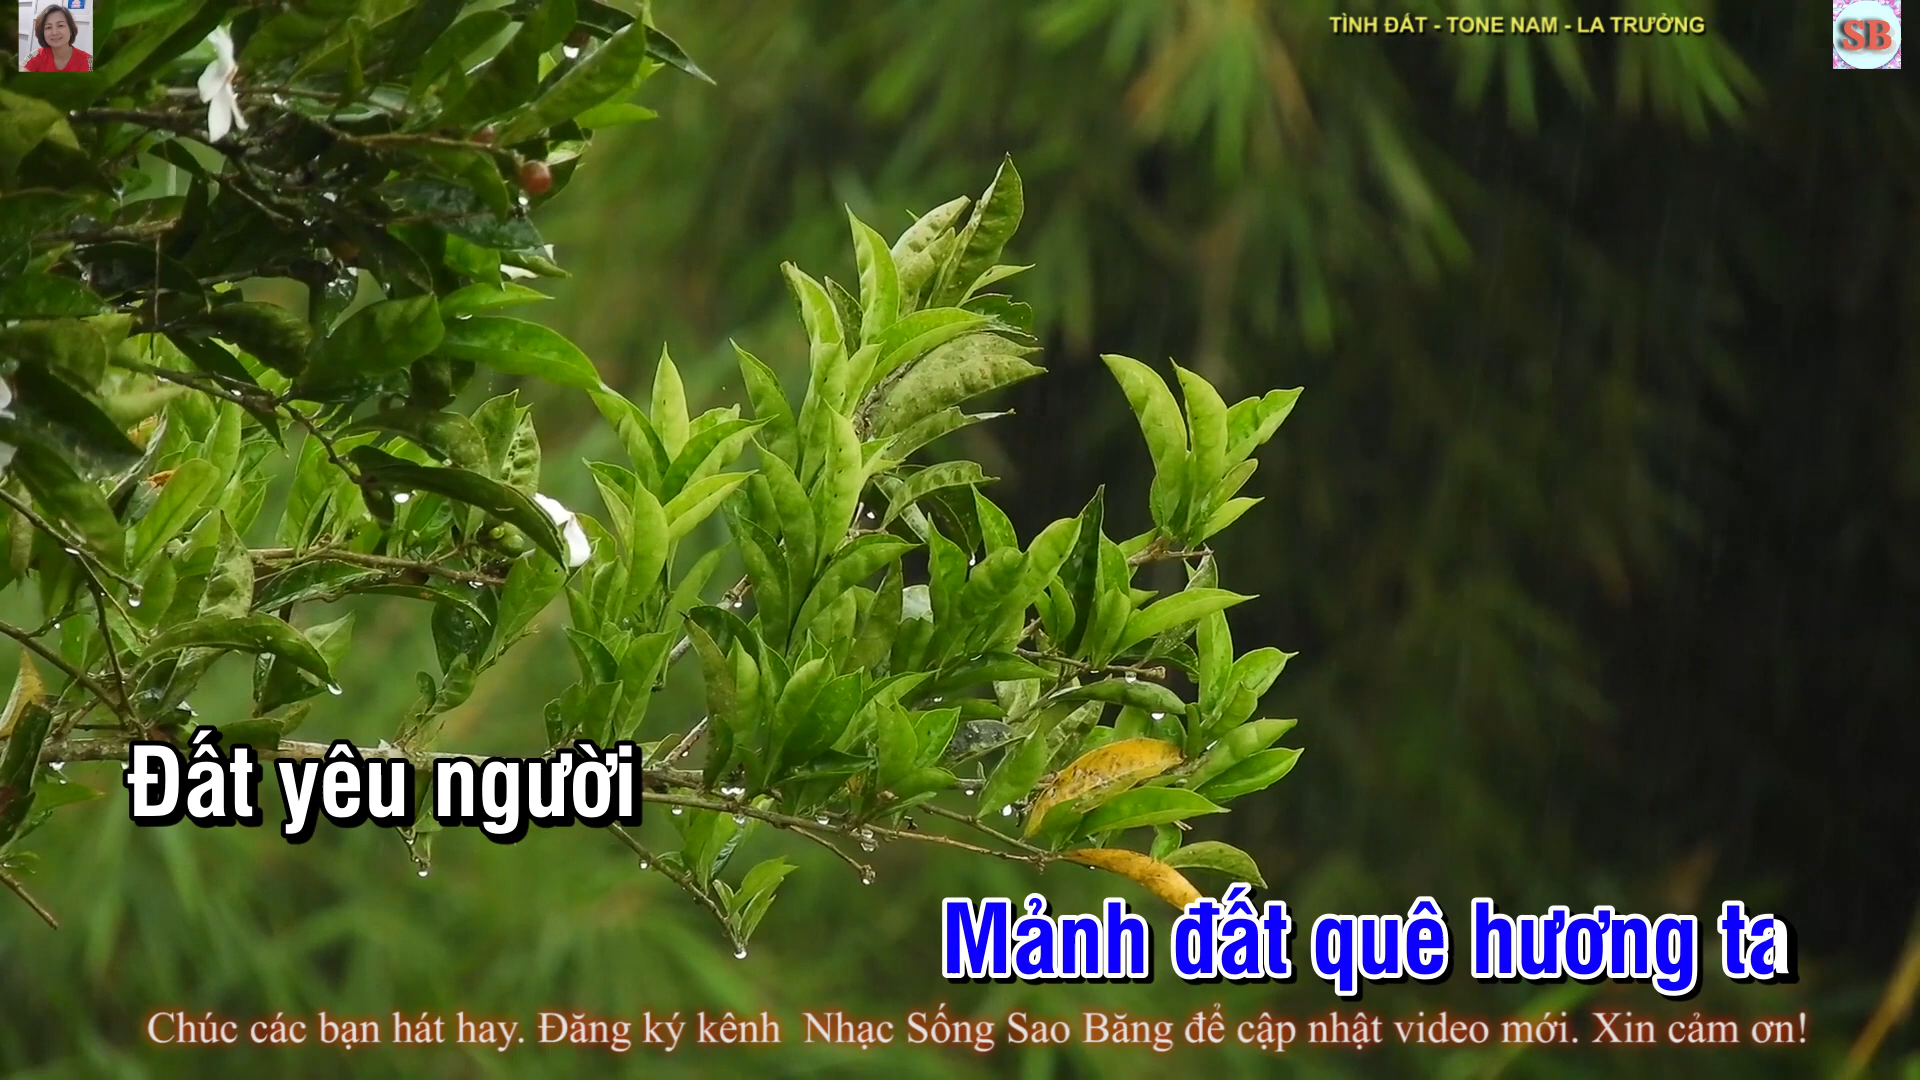 TÌNH ĐẤT - TONE NAM - LA TRƯỞNG
SB
Đất yêu người
Mảnh đất quê hương ta
Chúc các bạn hát hay. Đăng ký kênh Nhạc Sống Sao Băng để cập nhật video mới. Xin cảm ơn!